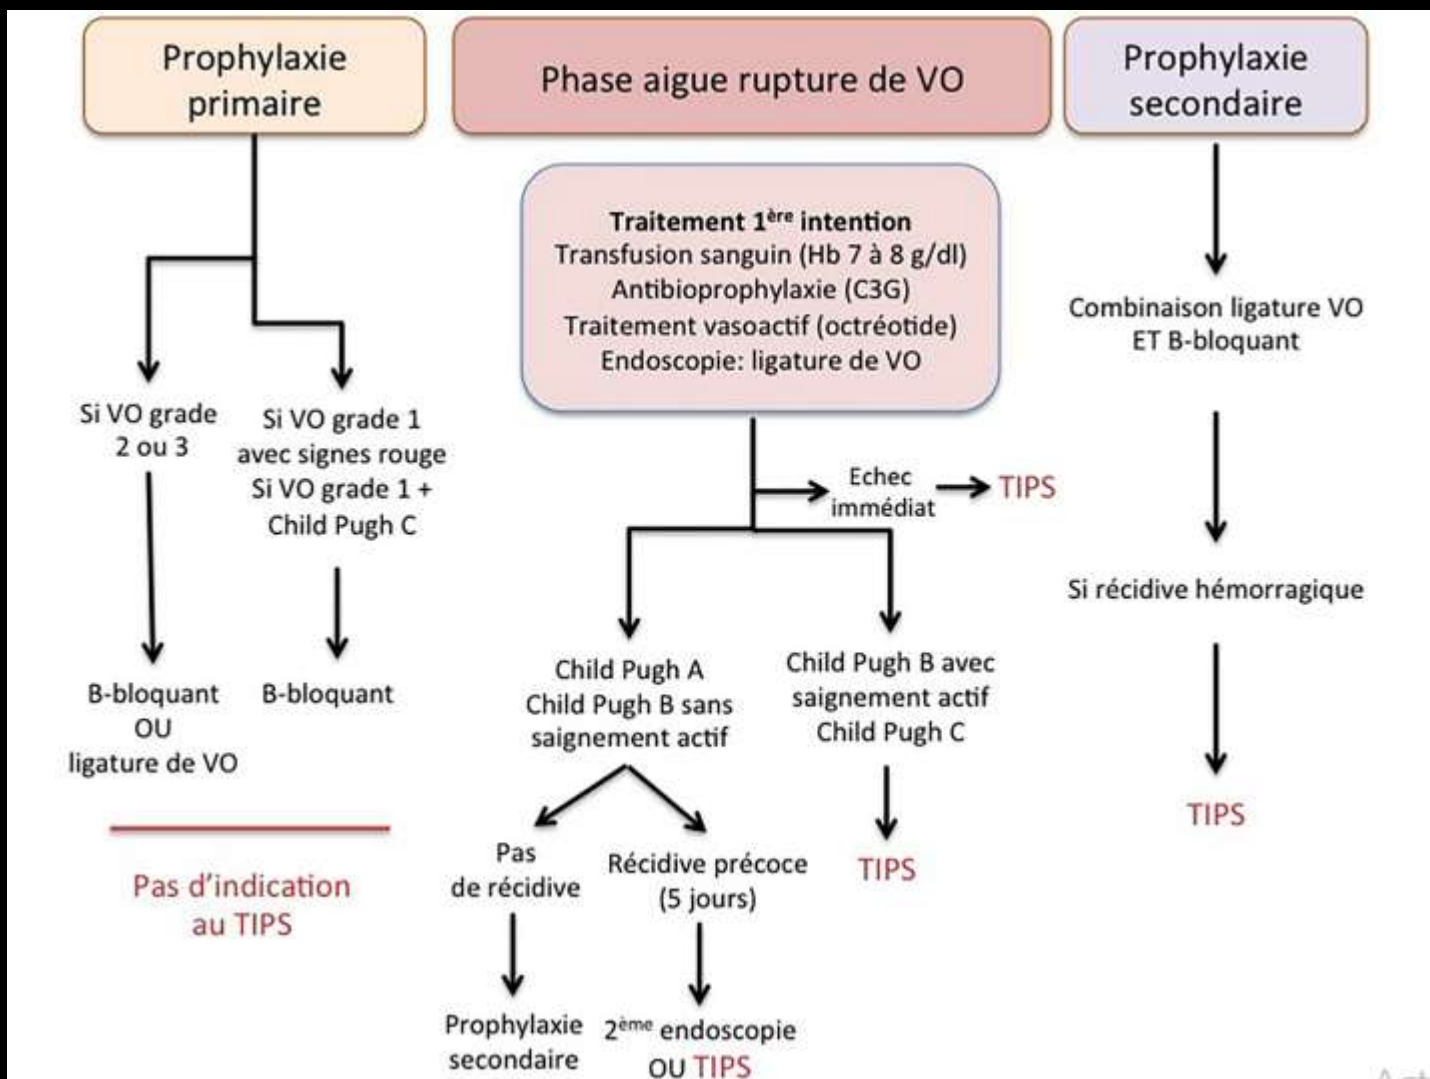 Prophylaxie
primaire
Si VO grade
2 ou 3
B-bloquant
OU
ligature de VO
Si VO grade 1
avec signes rouge
Si VO grade 1 +
Child Pugh C
B-bloquant
Pas d'indication
au TIPS
Phase aigue rupture de VO
Traitement 1ère intention
Transfusion sanguin (Hb 7 à 8 g/dl)
Antibioprophylaxie (C3G)
Traitement vasoactif (octréotide)
Endoscopie: ligature de VO
Echec
immédiat
TIPS
Child Pugh A
Child Pugh B sans
saignement actif
Pas
de récidive
Prophylaxie
secondaire
Récidive précoce
(5 jours)
2ème endoscopie
OU TIPS
Child Pugh B avec
saignement actif
Child Pugh C
TIPS
Prophylaxie
secondaire
Combinaison ligature VO
ET B-bloquant
Si récidive hémorragique
TIPS